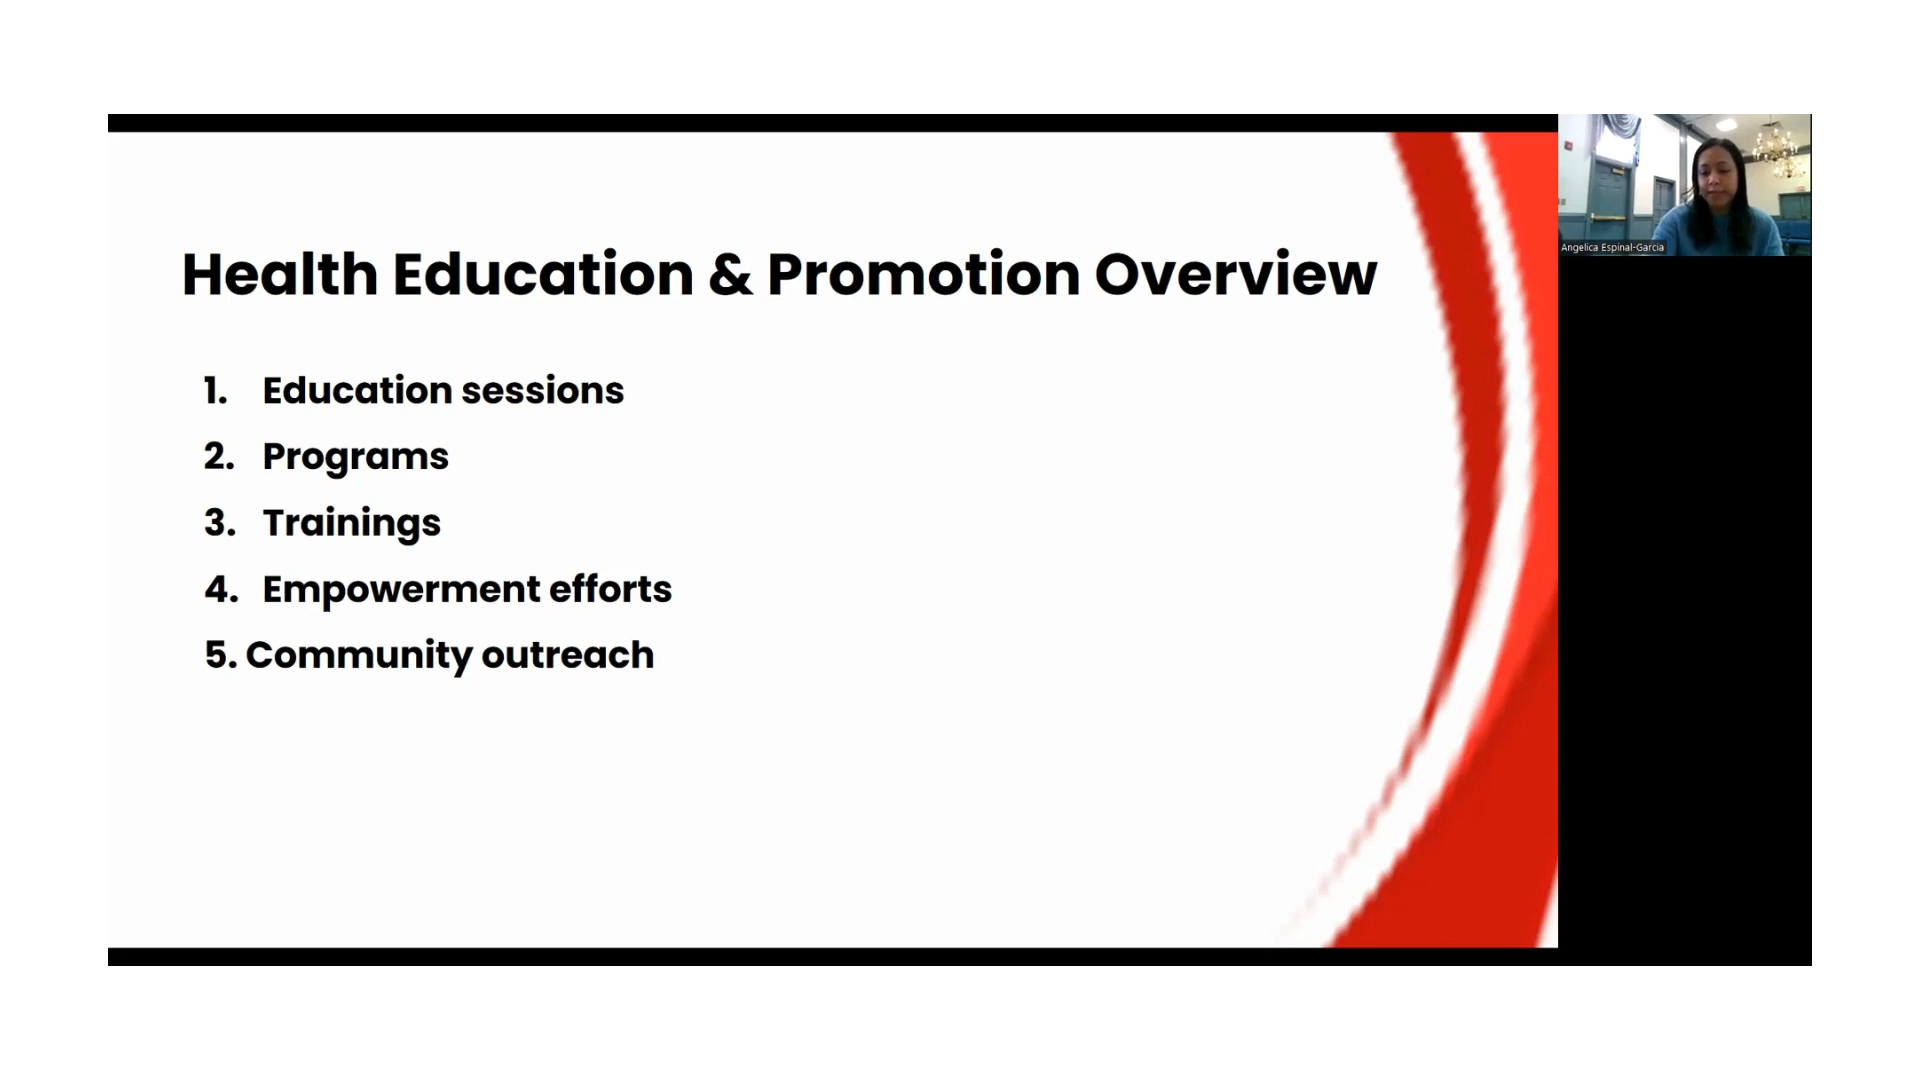 Health Education & Promotion Overview
1. Education sessions
2. Programs
3. Trainings
4. Empowerment efforts
5. Community outreach
Angelica Espinal-Garcia